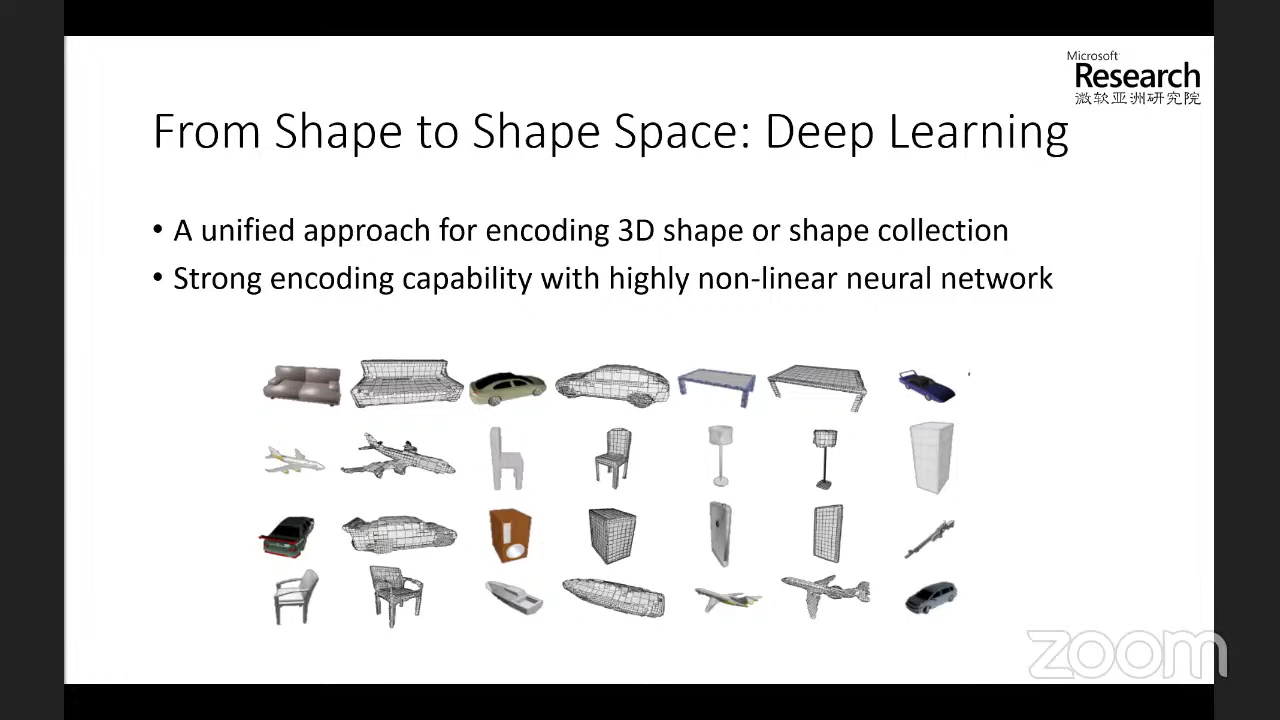 Microsoft
Research
微软亚洲研究院
From Shape to Shape Space: Deep Learning
• A unified approach for encoding 3D shape or shape collection
• Strong encoding capability with highly non-linear neural network
zoom